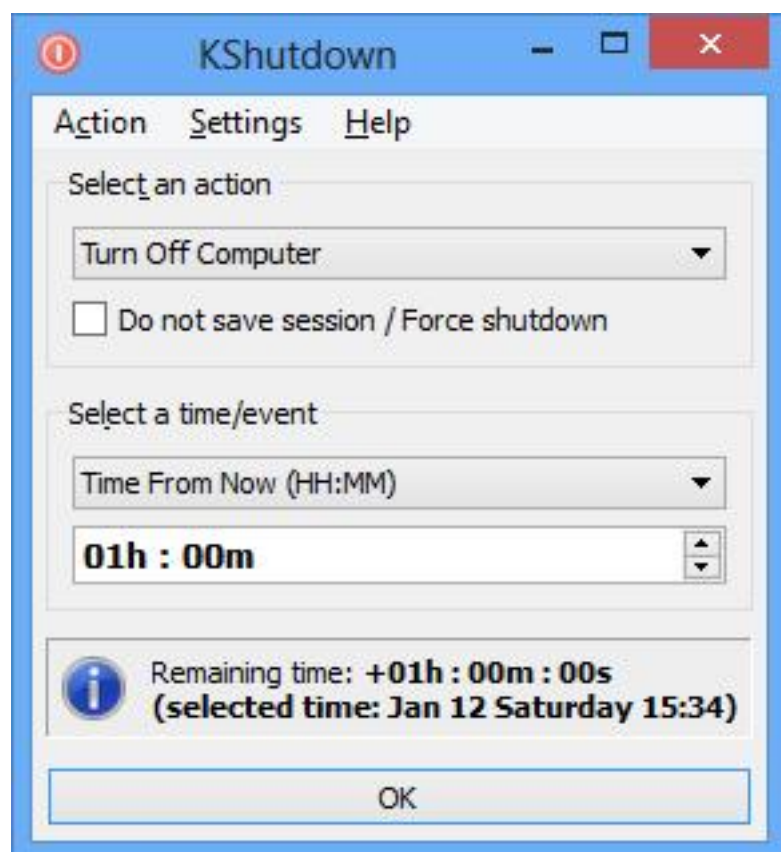 KShutdown
Action Settings Help
Select an action
Turn Off Computer
Do not save session / Force shutdown
Select a time/event
Time From Now (HH:MM)
01h : 00m
Remaining time: +01h : 00m : 00s
(selected time: Jan 12 Saturday 15:34)
OK